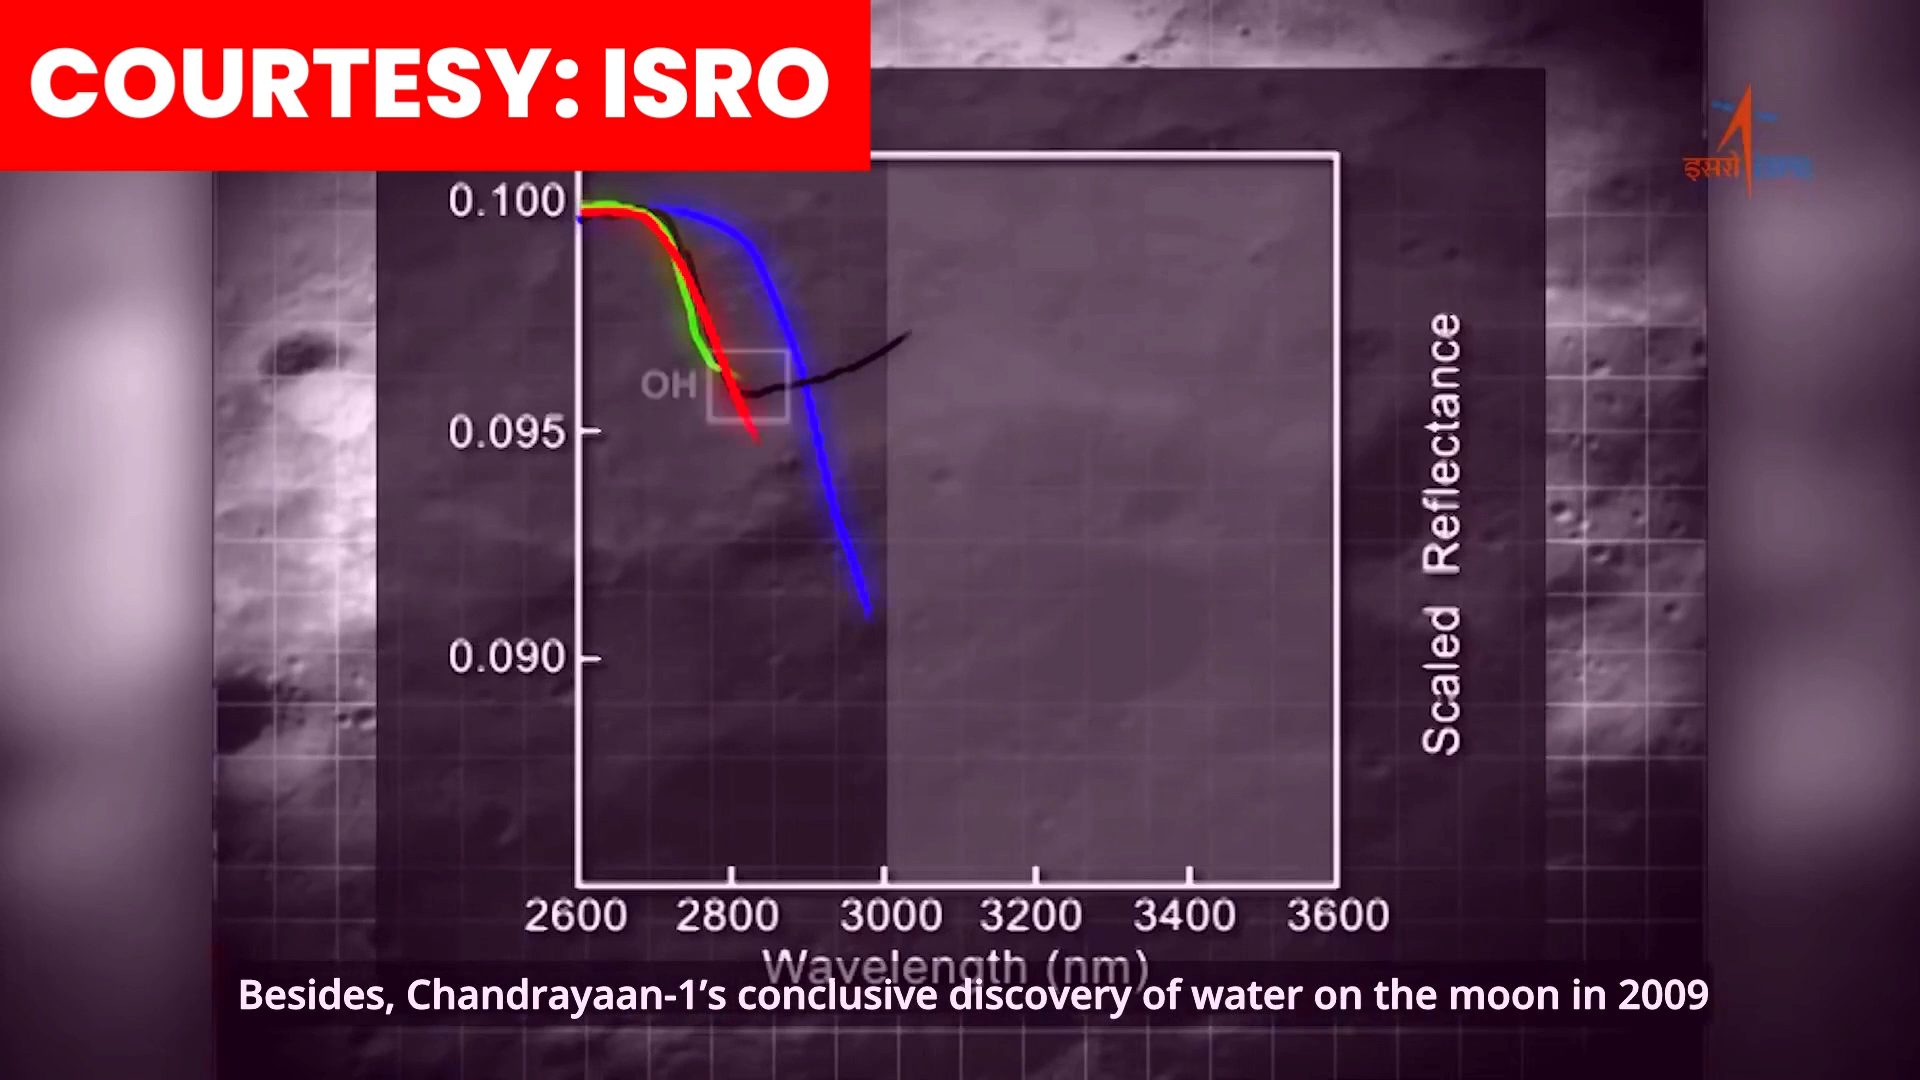 COURTESY: ISRO
इसरो
0.100
OH
0.095
0.090
Scaled Reflectance
2600 2800 3000 3200 3400 3600
Wavelength (nm)
Besides, Chandrayaan-1’s conclusive discovery of water on the moon in 2009